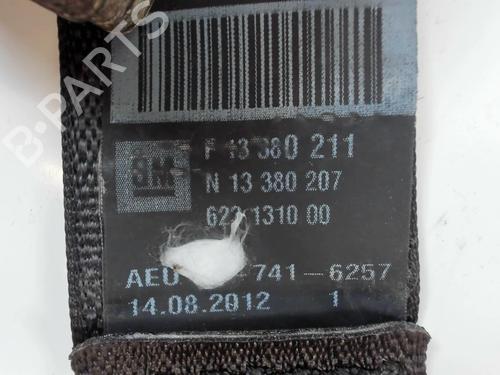 B-PARTS
GM
F 13 380 211
N 13 380 207
622 1310 00
AEU 741-6257
14.08.2012 1